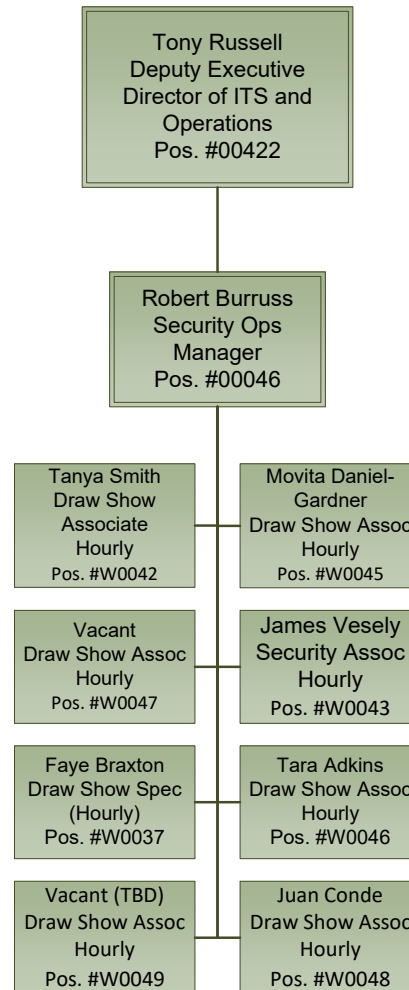 Tony Russell
Deputy Executive
Director of ITS and
Operations
Pos. #00422
Robert Burruss
Security Ops
Manager
Pos. #00046
Tanya Smith
Draw Show
Associate
Hourly
Pos. #W0042
Movita Daniel-
Gardner
Draw Show Assoc
Hourly
Pos. #W0045
Vacant
Draw Show Assoc
Hourly
Pos. #W0047
James Vesely
Security Assoc
Hourly
Pos. #W0043
Faye Braxton
Draw Show Spec
(Hourly)
Pos. #W0037
Tara Adkins
Draw Show Assoc
Hourly
Pos. #W0046
Vacant (TBD)
Draw Show Assoc
Hourly
Pos. #W0049
Juan Conde
Draw Show Assoc
Hourly
Pos. #W0048